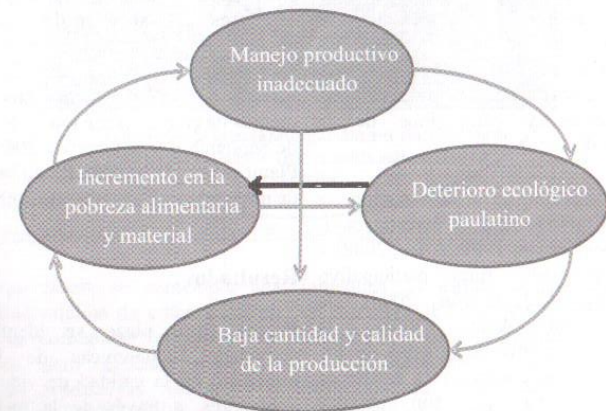 Manejo productivo
inadecuado
Incremento en la
pobreza alimentaria
y material
Deterioro ecológico
paulatino
Baja cantidad y calidad
de la producción